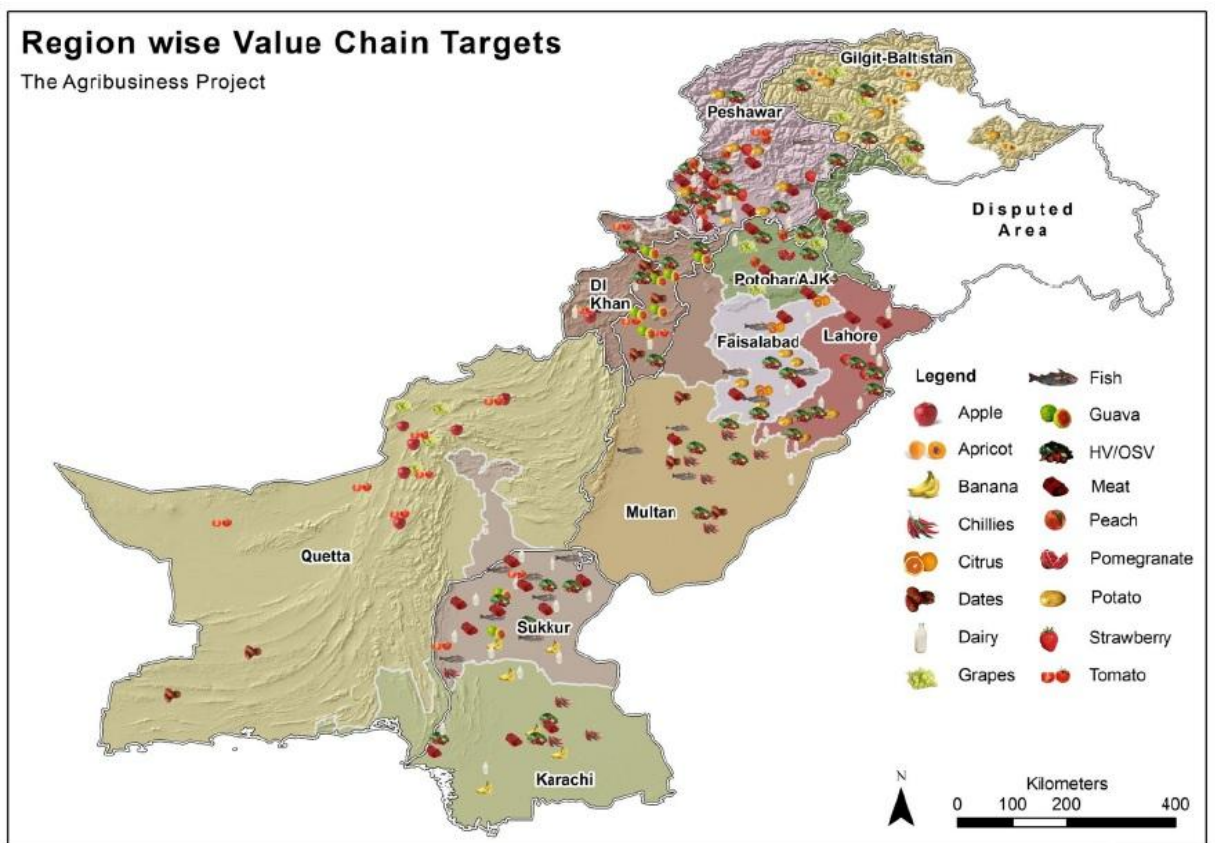 Region wise Value Chain Targets
The Agribusiness Project
Gilgit-Baltistan
Peshawar
Disputed
Area
Potohar/AJK
DI
Khan
Faisalabad
Lahore
Multan
Quetta
Sukkur
Karachi
Legend
Apple
Apricot
Banana
Chillies
Citrus
Dates
Dairy
Grapes
Fish
Guava
HV/OSV
Meat
Peach
Pomegranate
Potato
Strawberry
Tomato
N
Kilometers
0 100 200 400